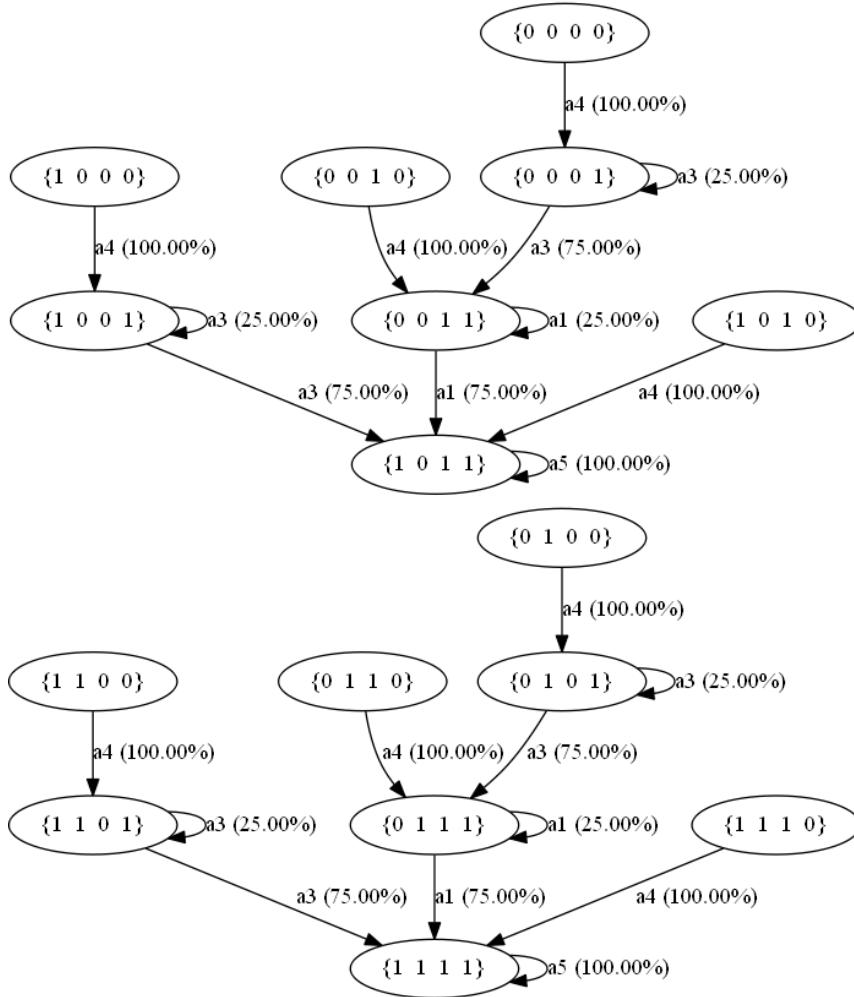 {0 0 0 0}
a4 (100.00%)
{1 0 0 0}
{0 0 1 0}
{0 0 0 1}
a3 (25.00%)
a4 (100.00%)
a4 (100.00%)
a3 (75.00%)
{1 0 0 1}
a3 (25.00%)
{0 0 1 1}
a1 (25.00%)
{1 0 1 0}
a3 (75.00%)
a1 (75.00%)
a4 (100.00%)
{1 0 1 1}
a5 (100.00%)
{0 1 0 0}
a4 (100.00%)
{1 1 0 0}
{0 1 1 0}
{0 1 0 1}
a3 (25.00%)
a4 (100.00%)
a4 (100.00%)
a3 (75.00%)
{1 1 0 1}
a3 (25.00%)
{0 1 1 1}
a1 (25.00%)
{1 1 1 0}
a3 (75.00%)
a1 (75.00%)
a4 (100.00%)
{1 1 1 1}
a5 (100.00%)